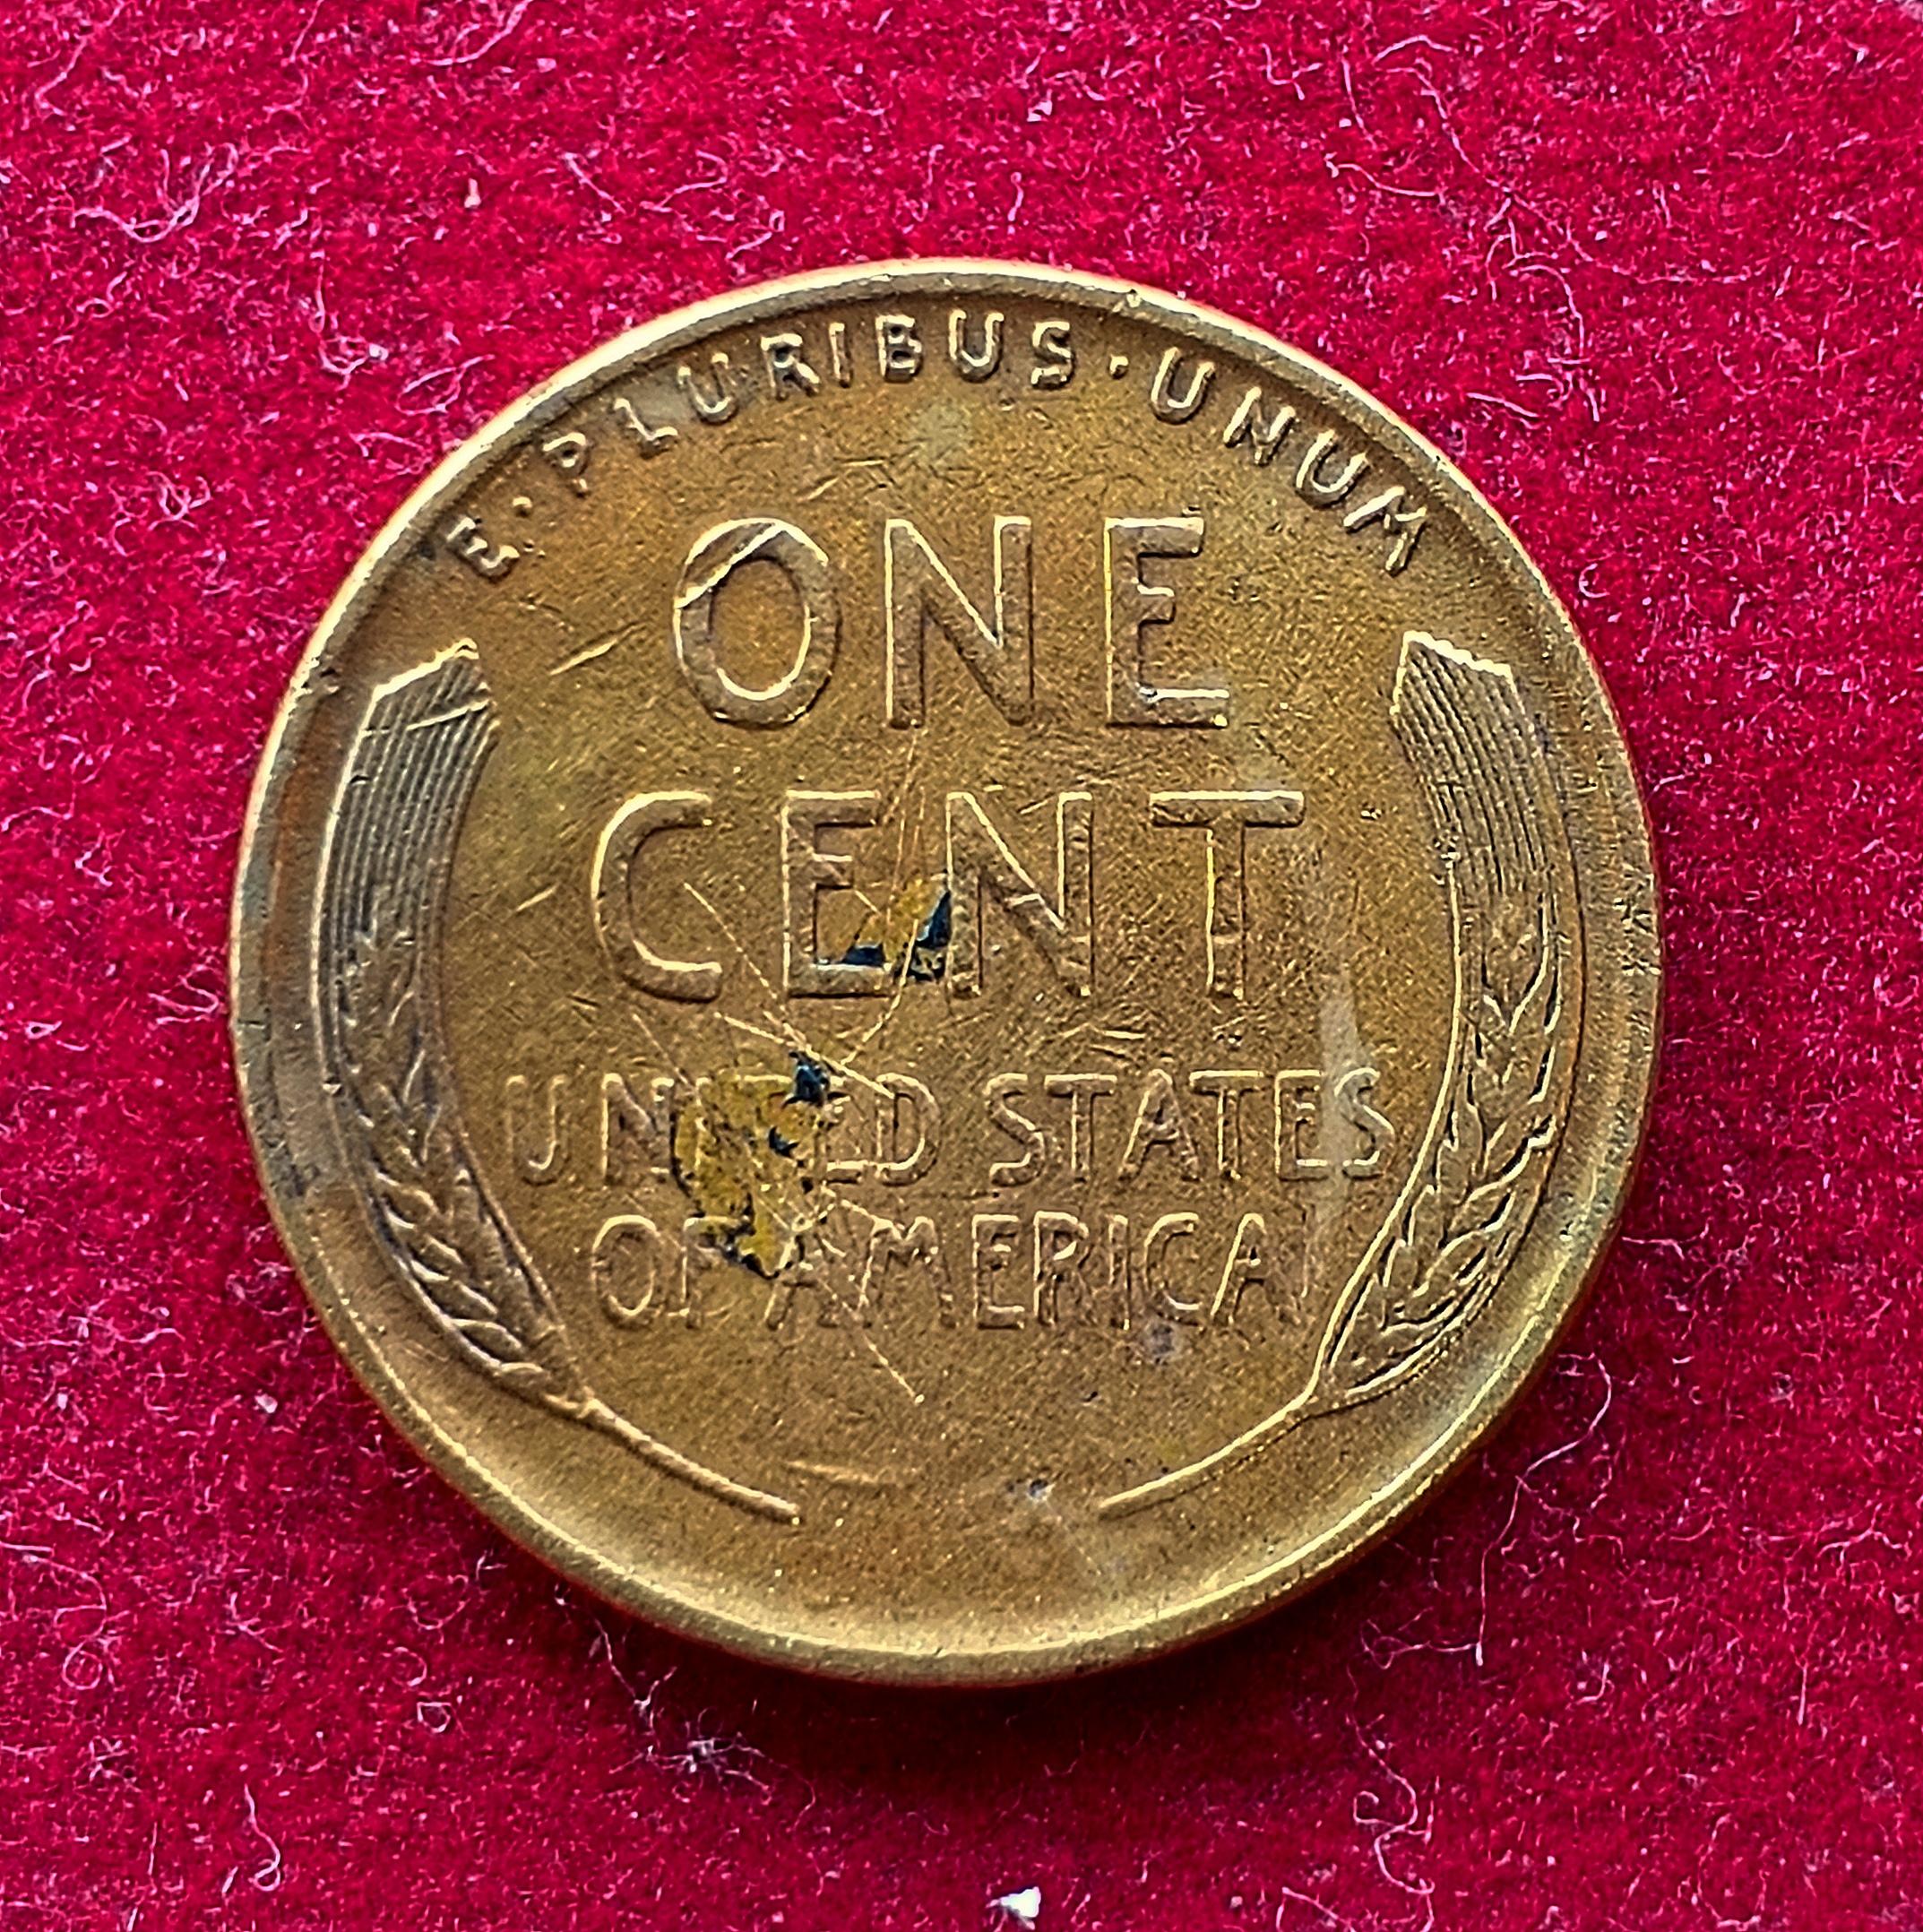 E·PLURIBUS·UNUM
ONE
CENT
UNITED STATES
OF AMERICA